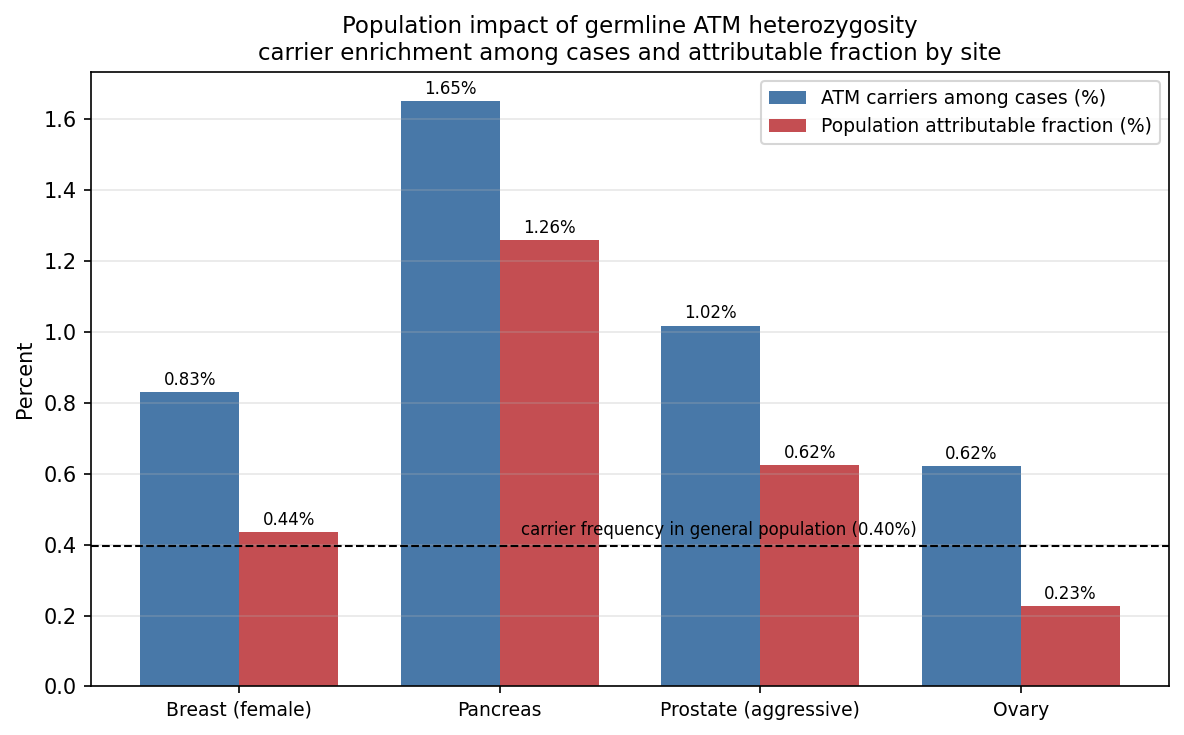 Population impact of germline ATM heterozygosity
carrier enrichment among cases and attributable fraction by site
ATM carriers among cases (%)
Population attributable fraction (%)
Percent
1.6
1.4
1.2
1.0
0.8
0.6
0.4
0.2
0.0
0.83%
0.44%
1.65%
1.26%
1.02%
0.62%
0.62%
0.23%
carrier frequency in general population (0.40%)
Breast (female)
Pancreas
Prostate (aggressive)
Ovary